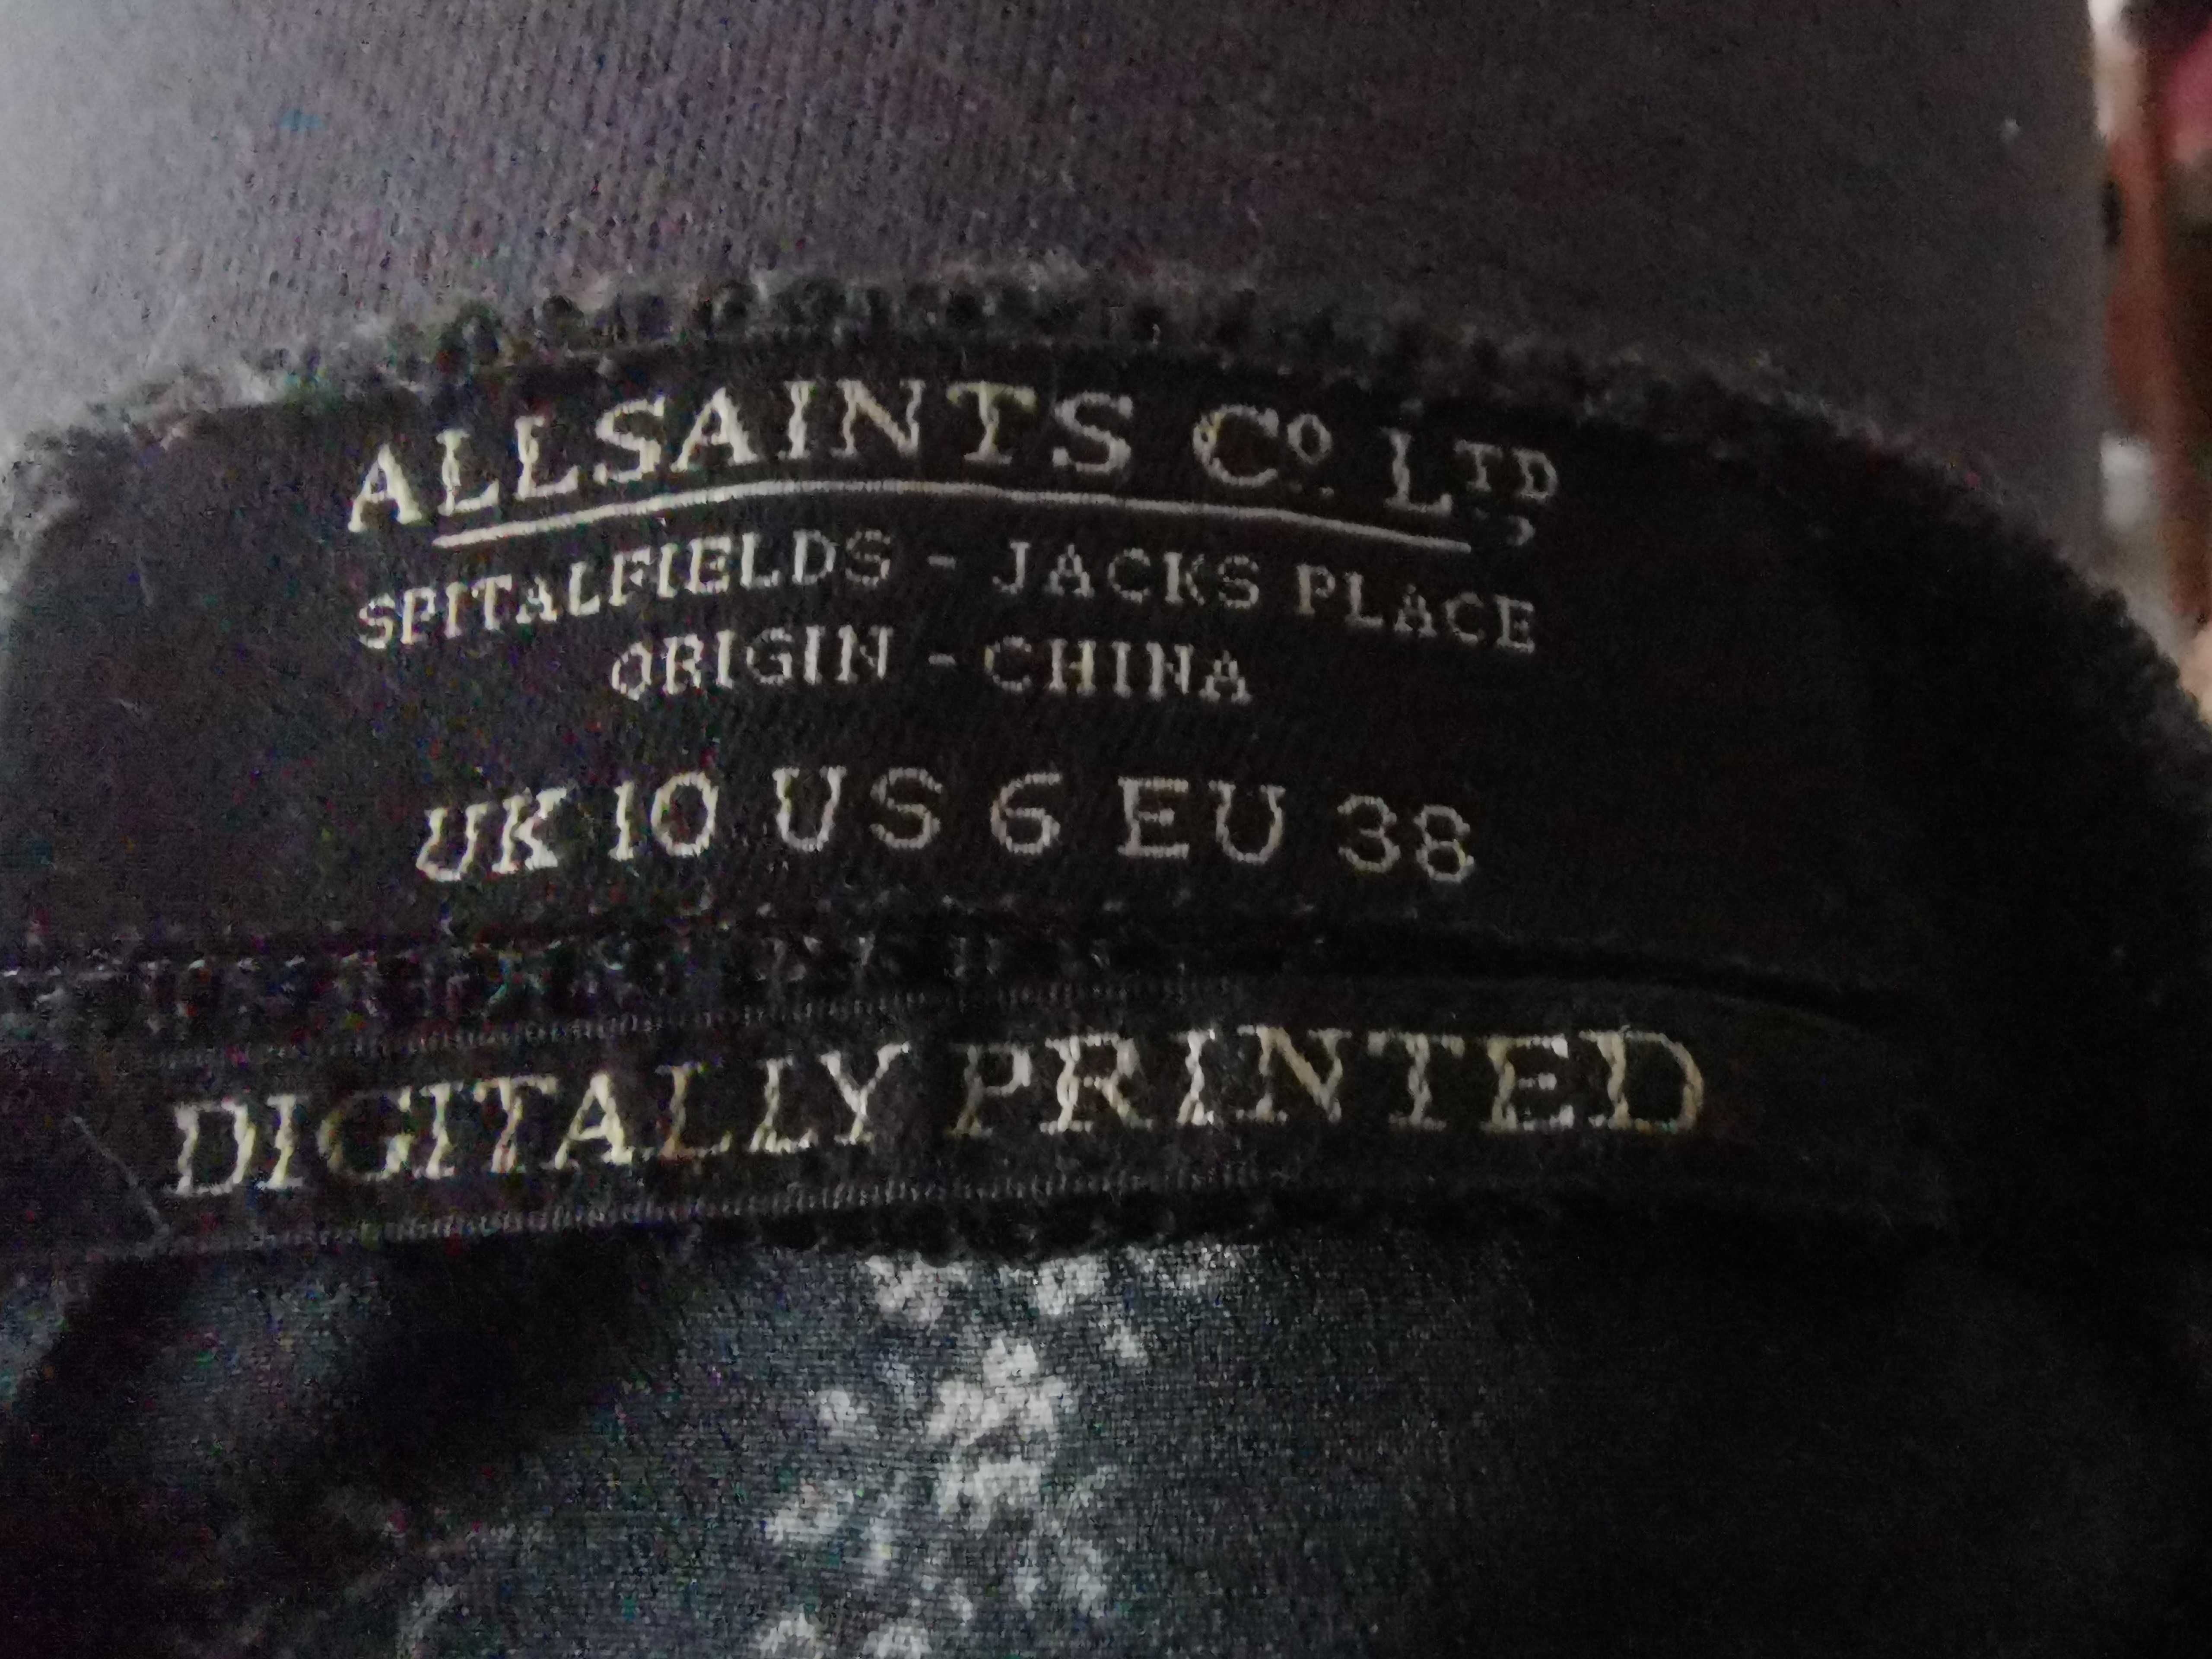 ALLSAINTS Cº LTD
SPITALFIELDS - JACKS PLACE
ORIGIN - CHINA
UK 10 US 6 EU 38
DIGITALLY PRINTED